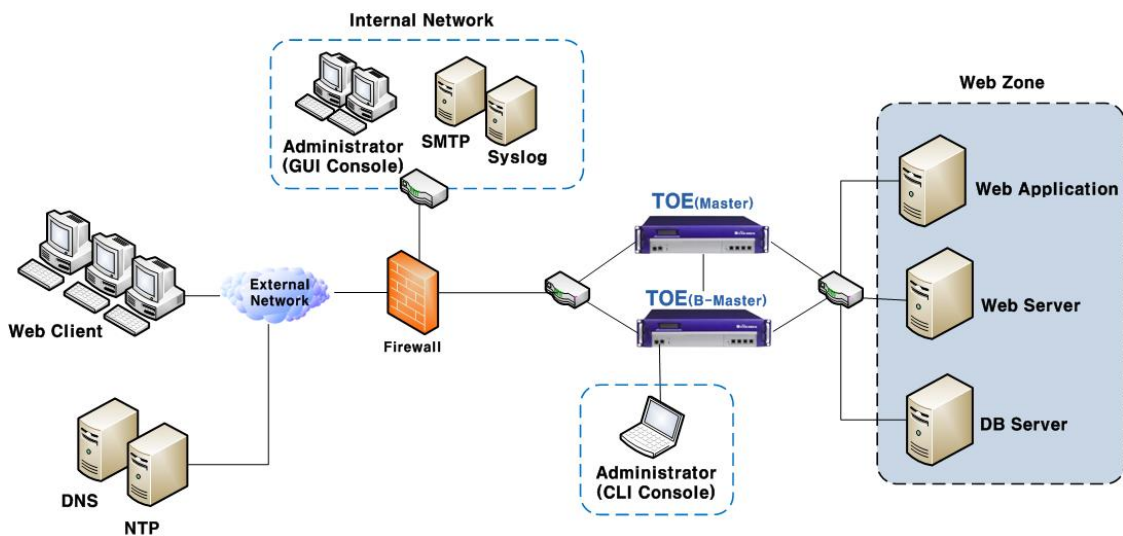 Internal Network
Administrator
(GUI Console)
SMTP
Syslog
Web Zone
Web Application
TOE(Master)
External
Network
Web Client
Firewall
TOE(B-Master)
Web Server
Administrator
(CLI Console)
DB Server
DNS
NTP